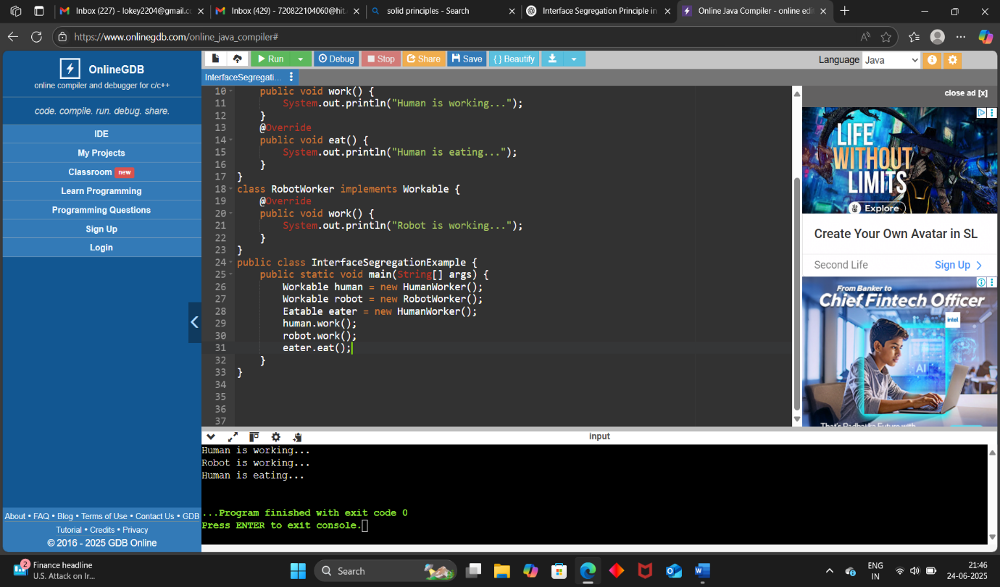 Inbox (227) - lokey2204@gmail.c
Inbox (429) - 720822104060@hit.
solid principles - Search
Interface Segregation Principle in
Online Java Compiler - online edi
https://www.onlinegdb.com/online_java_compiler#
OnlineGDB
online compiler and debugger for c/c++
code. compile. run. debug. share.
IDE
My Projects
Classroom new
Learn Programming
Programming Questions
Sign Up
Login
About • FAQ • Blog • Terms of Use • Contact Us • GDB
Tutorial • Credits • Privacy
© 2016 - 2025 GDB Online
Run
Debug
Stop
Share
Save
{ } Beautify
Language Java
InterfaceSegregati...
10 public void work() {
11 System.out.println("Human is working...");
12 }
13 @Override
14 public void eat() {
15 System.out.println("Human is eating...");
16 }
17 }
18 class RobotWorker implements Workable {
19 @Override
20 public void work() {
21 System.out.println("Robot is working...");
22 }
23 }
24 public class InterfaceSegregationExample {
25 public static void main(String[] args) {
26 Workable human = new HumanWorker();
27 Workable robot = new RobotWorker();
28 Eatable eater = new HumanWorker();
29 human.work();
30 robot.work();
31 eater.eat();
32 }
33 }
34
35
36
37
input
Human is working...
Robot is working...
Human is eating...
...Program finished with exit code 0
Press ENTER to exit console.
close ad [x]
LIFE
WITHOUT
LIMITS
Explore
Create Your Own Avatar in SL
Second Life
Sign Up
From Banker to
Chief Fintech Officer
intel
AI
2
Finance headline
U.S. Attack on Ir...
Search
ENG
IN
21:46
24-06-2025